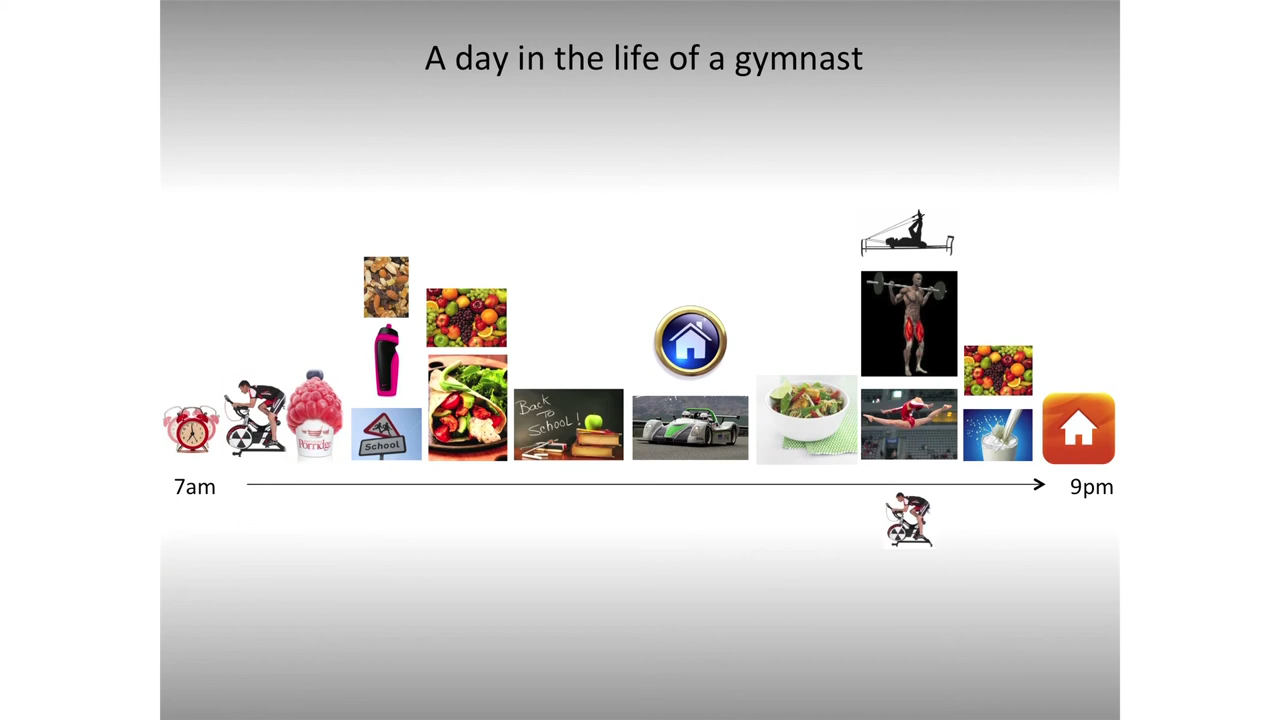 A day in the life of a gymnast
Porridge
School
Back
To
School!
7am
9pm